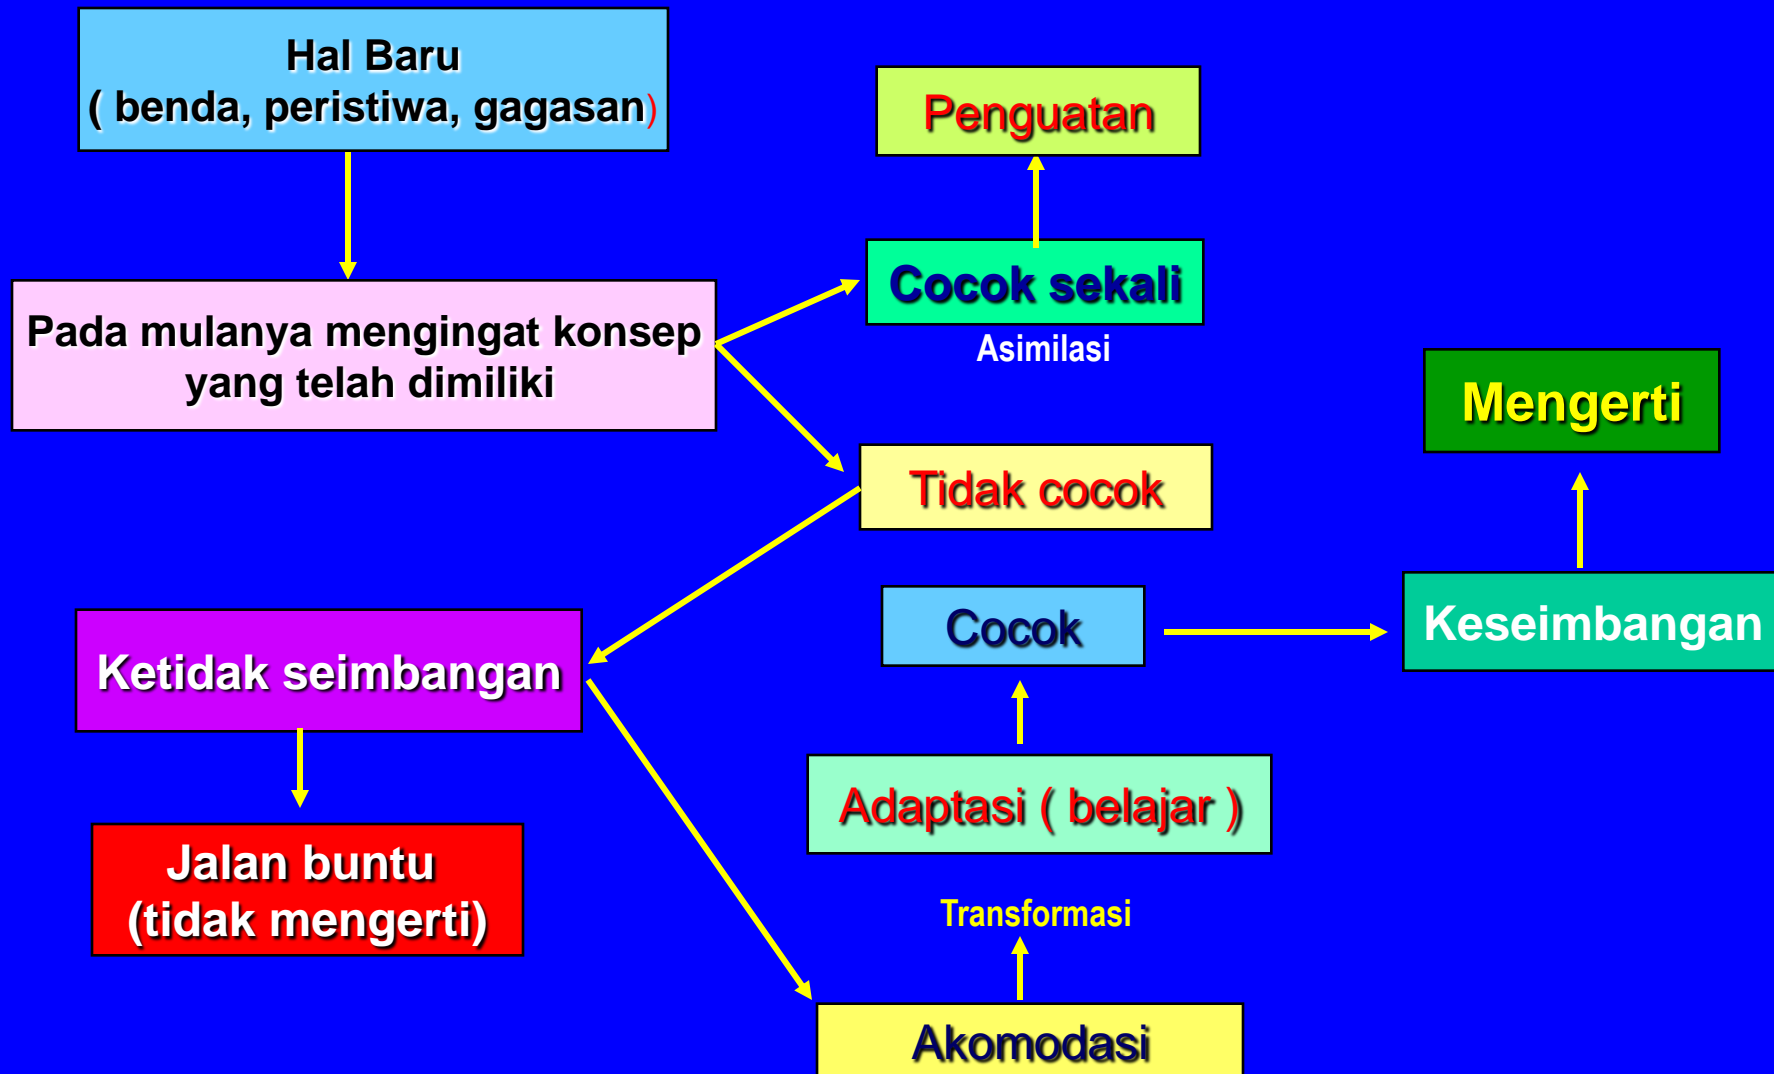 Hal Baru
( benda, peristiwa, gagasan)
Penguatan
Cocok sekali
Asimilasi
Pada mulanya mengingat konsep
yang telah dimiliki
Mengerti
Tidak cocok
Cocok
Keseimbangan
Ketidak seimbangan
Adaptasi ( belajar )
Jalan buntu
(tidak mengerti)
Transformasi
Akomodasi